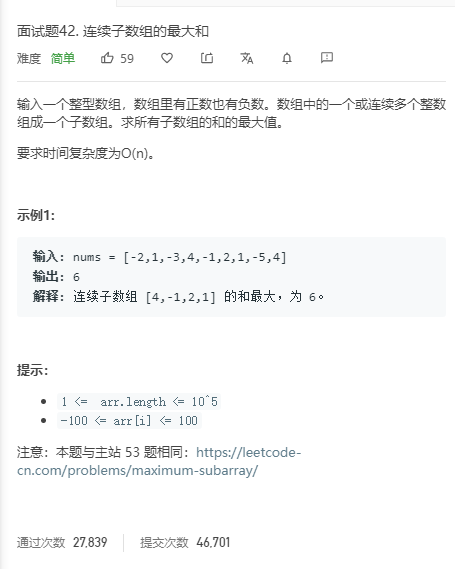 面试题42. 连续子数组的最大和
难度 简单 59
输入一个整型数组，数组里有正数也有负数。数组中的一个或连续多个整数
组成一个子数组。求所有子数组的和的最大值。
要求时间复杂度为O(n)。
示例1:
输入: nums = [-2,1,-3,4,-1,2,1,-5,4]
输出: 6
解释: 连续子数组 [4,-1,2,1] 的和最大，为 6。
提示：
1 <= arr.length <= 10^5
-100 <= arr[i] <= 100
注意：本题与主站 53 题相同：https://leetcode-
cn.com/problems/maximum-subarray/
通过次数 27,839 提交次数 46,701